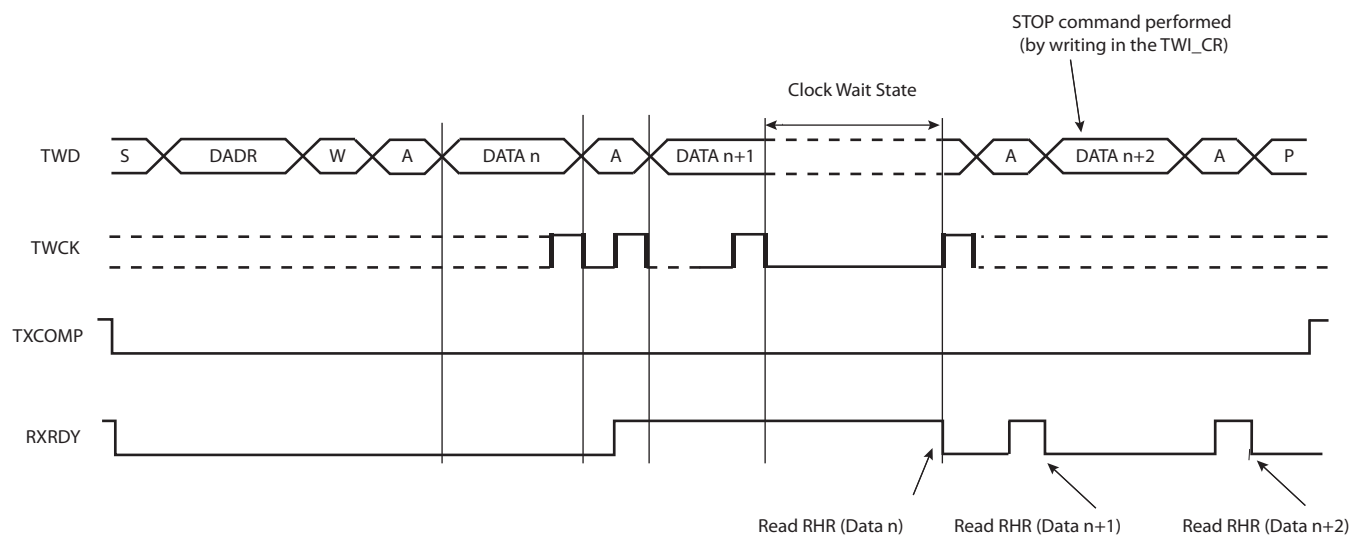 STOP command performed
(by writing in the TWI_CR)
Clock Wait State
TWD
S
DADR
W
A
DATA n
A
DATA n+1
A
DATA n+2
A
P
TWCK
TXCOMP
RXRDY
Read RHR (Data n)
Read RHR (Data n+1)
Read RHR (Data n+2)